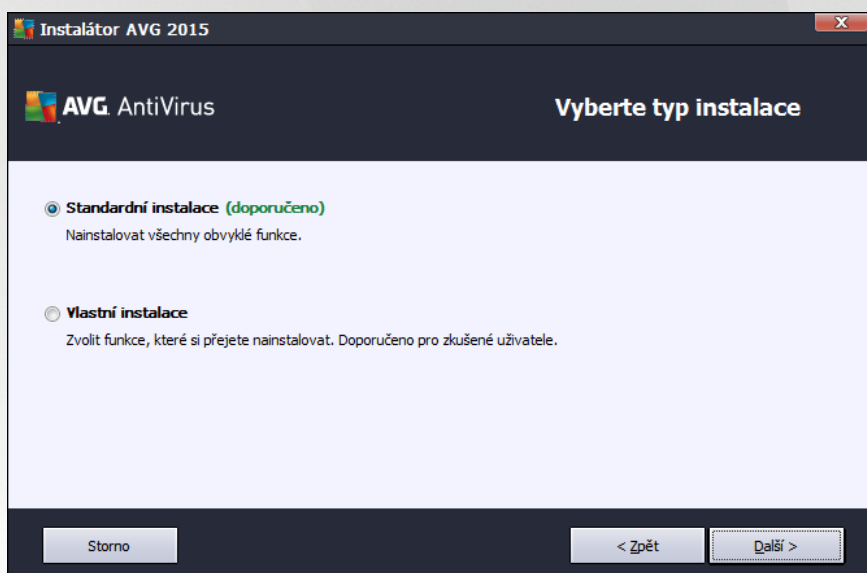 Instalátor AVG 2015
X
AVG. AntiVirus
Vyberte typ instalace
Standardní instalace (doporučeno)
Nainstalovat všechny obvyklé funkce.
Vlastní instalace
Zvolit funkce, které si přejete nainstalovat. Doporučeno pro zkušené uživatele.
Storno
< Zpět
Další >